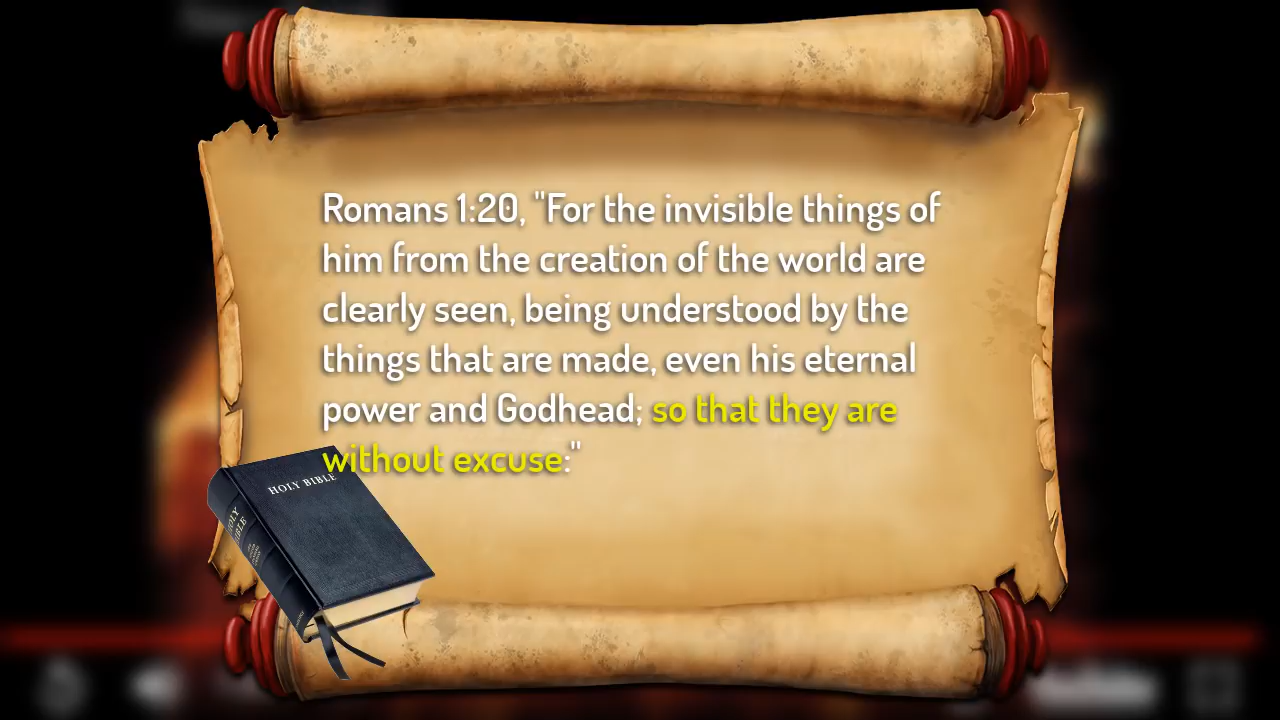 Romans 1:20, "For the invisible things of
him from the creation of the world are
clearly seen, being understood by the
things that are made, even his eternal
power and Godhead; so that they are
without excuse:"
HOLY BIBLE
HOLY
BIBLE